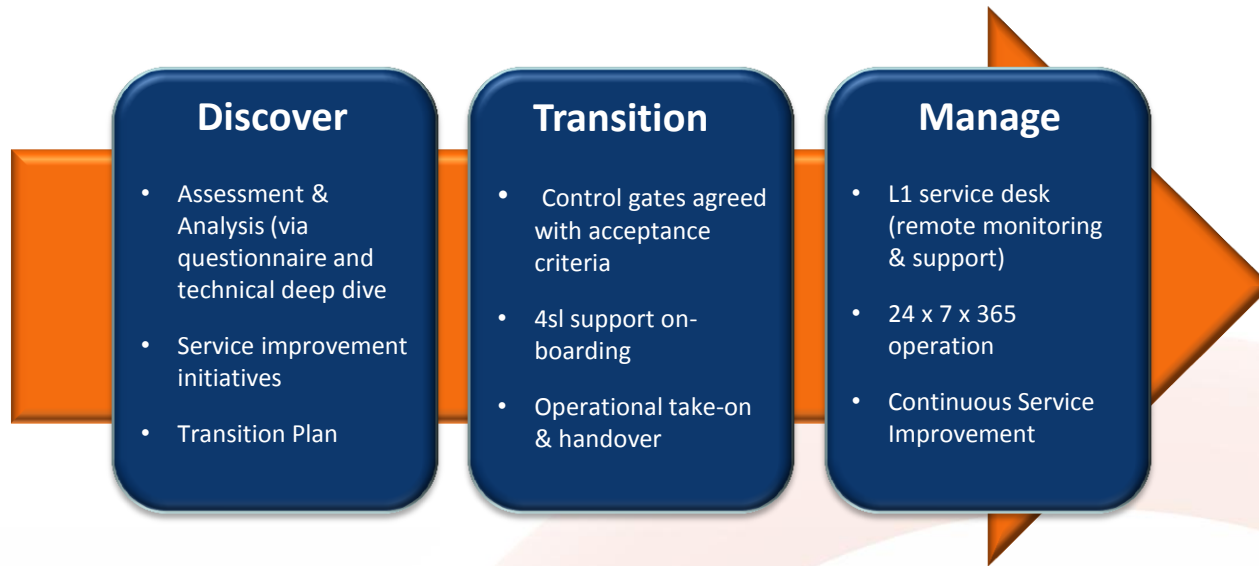 Discover
• Assessment &
Analysis (via
questionnaire and
technical deep dive
• Service improvement
initiatives
• Transition Plan
Transition
• Control gates agreed
with acceptance
criteria
• 4sl support on-
boarding
• Operational take-on
& handover
Manage
• L1 service desk
(remote monitoring
& support)
• 24 x 7 x 365
operation
• Continuous Service
Improvement